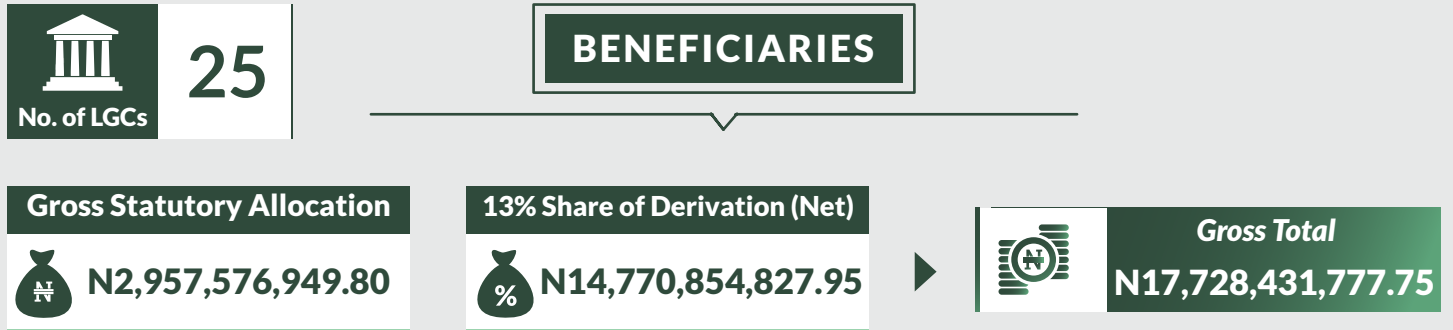 25
No. of LGCs
BENEFICIARIES
Gross Statutory Allocation
₦
N2,957,576,949.80
13% Share of Derivation (Net)
%
N14,770,854,827.95
Gross Total
₦
N17,728,431,777.75